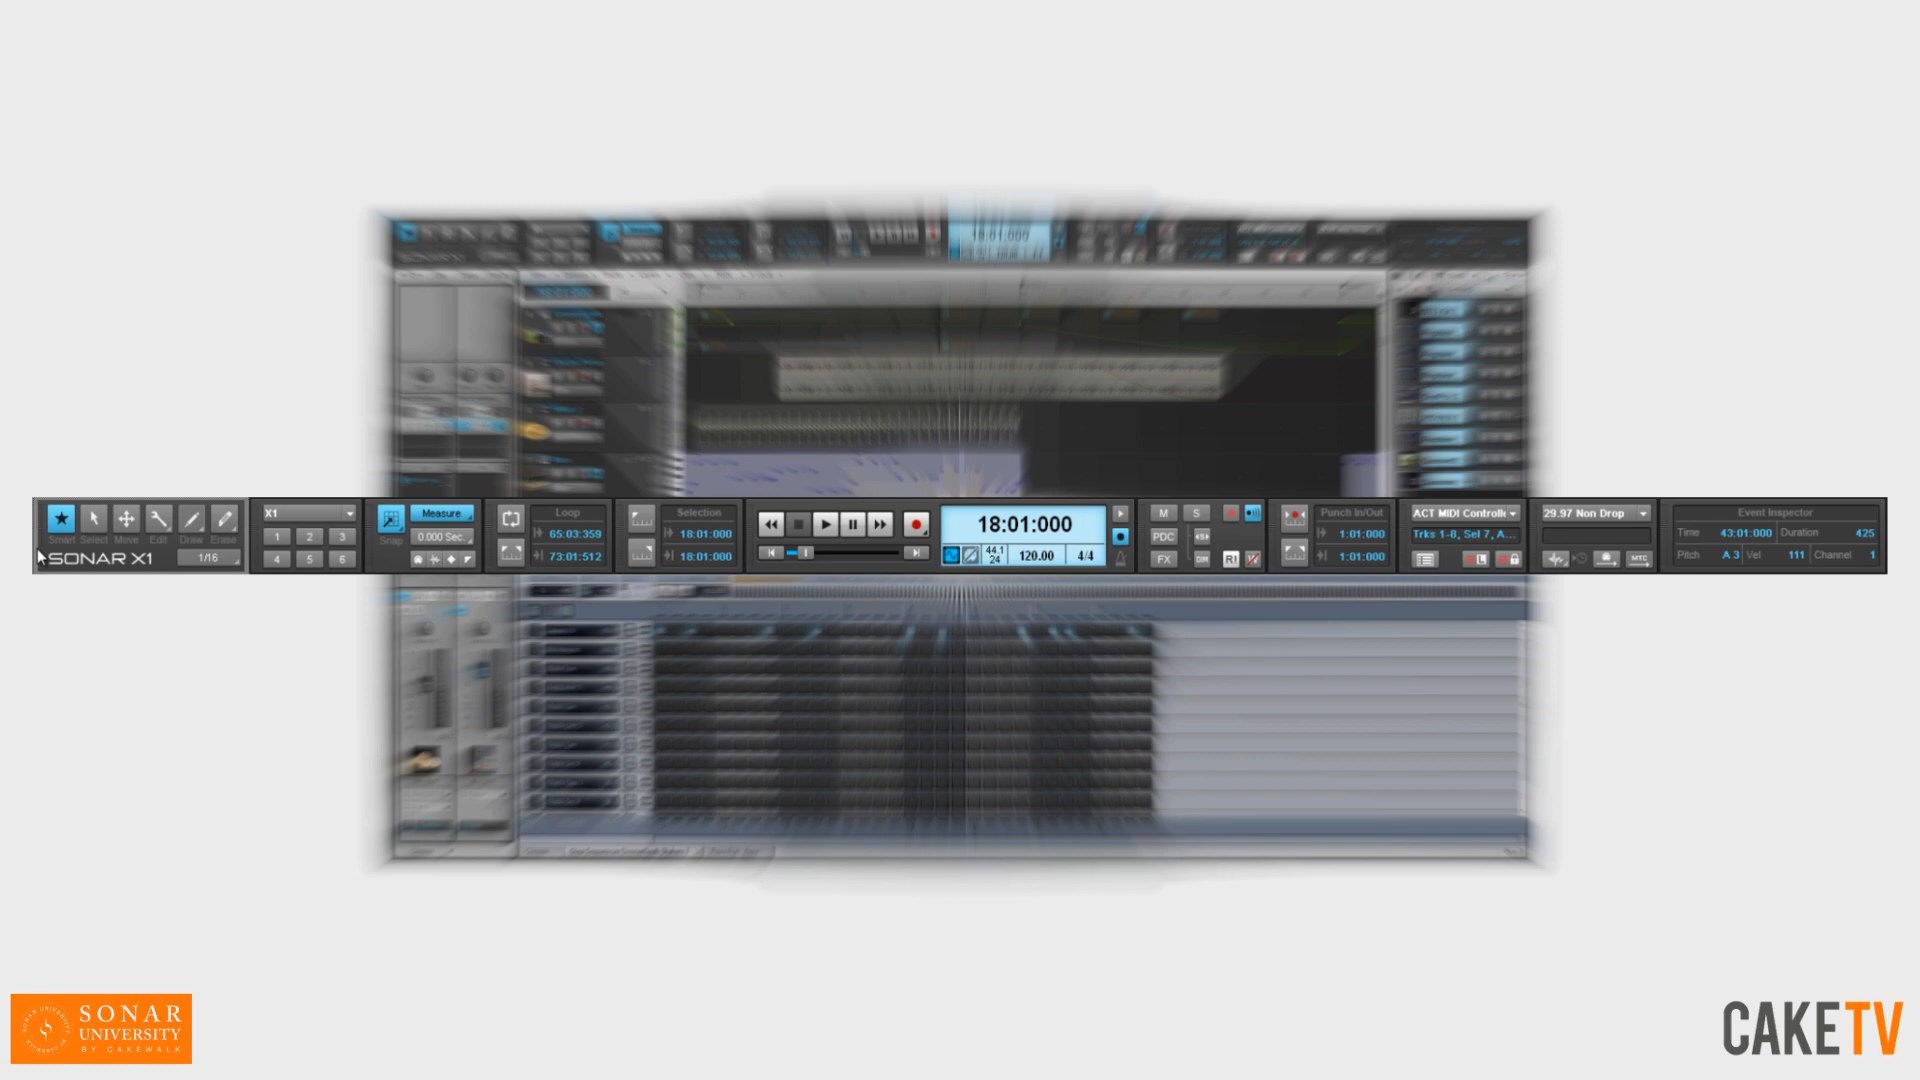 18:01:000
X1
Measure
Loop
Selection
18:01:000
M
S
Punch In/Out
ACT MIDI Controlle
29.97 Non Drop
Event Inspector
Smart
Select
Move
Edit
Draw
Erase
1
2
3
Snap
0.000 Sec.
65:03:359
18:01:000
PDC
1:01:000
Trks 1-8, Sel 7, A...
Time
43:01:000
Duration
425
SONAR X1
1/16
4
5
6
73:01:512
18:01:000
44.1
24
120.00
4/4
FX
DIM
R!
1:01:000
MTC
Pitch
A 3
Vel
111
Channel
1
SONAR
UNIVERSITY
BY CAKEWALK
CAKETV